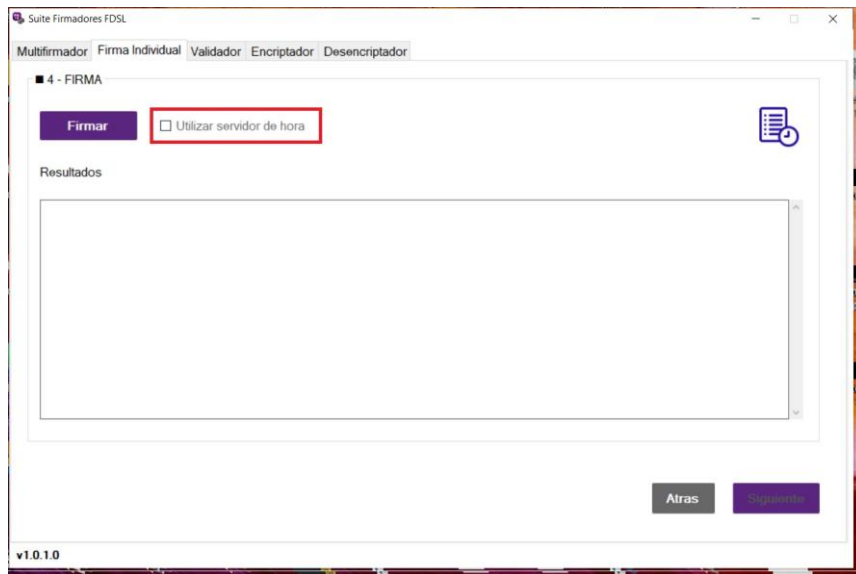 Suite Firmadores FDSL
Multifirmador Firma Individual Validador Encriptador Desencriptador
4 - FIRMA
Firmar Utilizar servidor de hora
Resultados
Atras Siguiente
v1.0.1.0